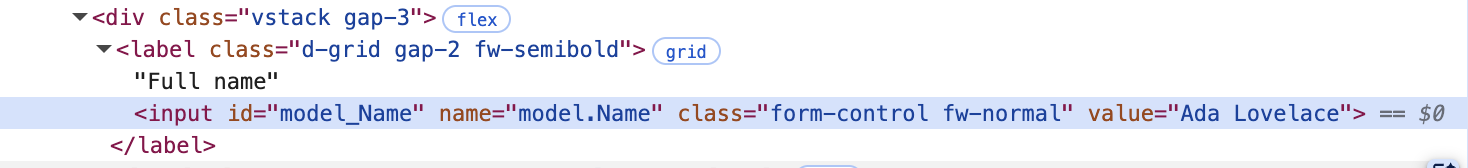 <div class="vstack gap-3"> flex
<label class="d-grid gap-2 fw-semibold"> grid
"Full name"
<input id="model_Name" name="model.Name" class="form-control fw-normal" value="Ada Lovelace"> == $0
</label>